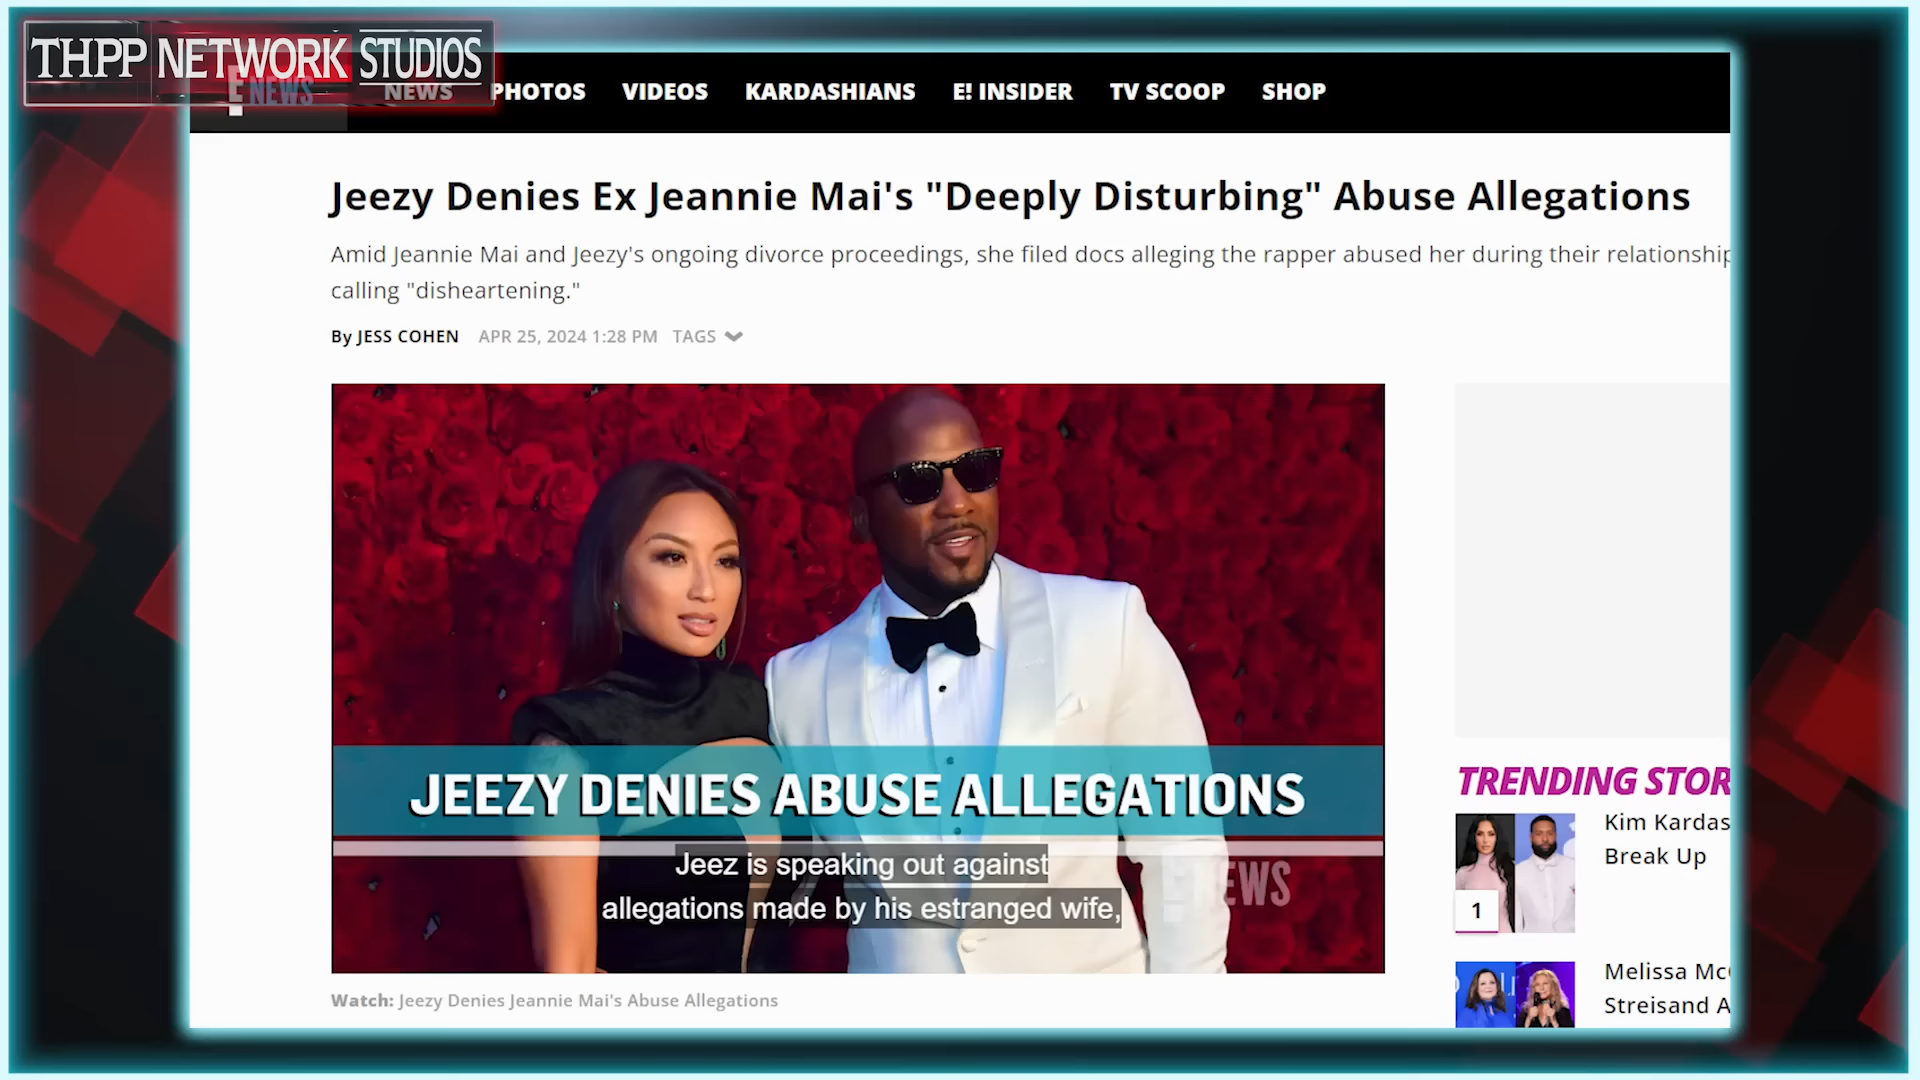 THPP NETWORK STUDIOS
E! NEWS
NEWS PHOTOS VIDEOS KARDASHIANS E! INSIDER TV SCOOP SHOP
Jeezy Denies Ex Jeannie Mai's "Deeply Disturbing" Abuse Allegations
Amid Jeannie Mai and Jeezy's ongoing divorce proceedings, she filed docs alleging the rapper abused her during their relationship
calling "disheartening."
By JESS COHEN APR 25, 2024 1:28 PM TAGS
JEEZY DENIES ABUSE ALLEGATIONS
Jeez is speaking out against
allegations made by his estranged wife,
E! NEWS
Watch: Jeezy Denies Jeannie Mai's Abuse Allegations
TRENDING STOR
Kim Kardas
Break Up
1
Melissa Mc
Streisand A